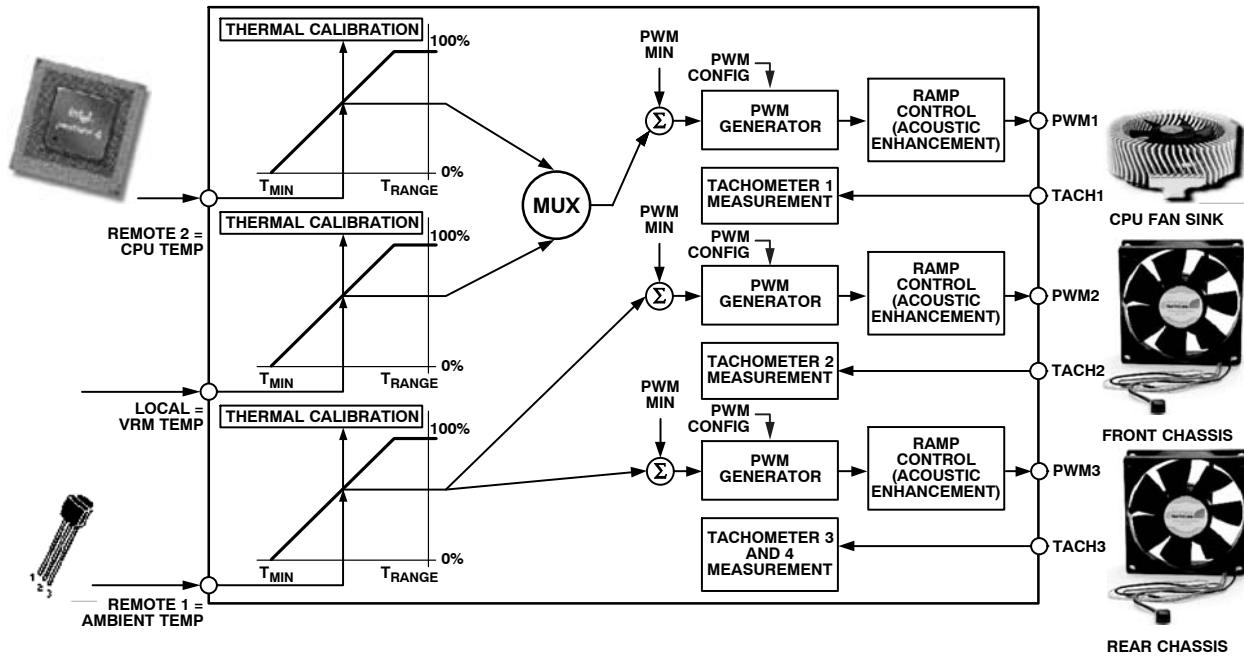 THERMAL CALIBRATION
100%
0%
T_MIN
T_RANGE
REMOTE 2 =
CPU TEMP
THERMAL CALIBRATION
100%
0%
T_MIN
T_RANGE
LOCAL =
VRM TEMP
THERMAL CALIBRATION
100%
0%
T_MIN
T_RANGE
REMOTE 1 =
AMBIENT TEMP
1
2
3
MUX
PWM
MIN
Σ
PWM
CONFIG
PWM
GENERATOR
RAMP
CONTROL
(ACOUSTIC
ENHANCEMENT)
PWM1
TACHOMETER 1
MEASUREMENT
TACH1
CPU FAN SINK
PWM
MIN
Σ
PWM
CONFIG
PWM
GENERATOR
RAMP
CONTROL
(ACOUSTIC
ENHANCEMENT)
PWM2
TACHOMETER 2
MEASUREMENT
TACH2
FRONT CHASSIS
PWM
MIN
Σ
PWM
CONFIG
PWM
GENERATOR
RAMP
CONTROL
(ACOUSTIC
ENHANCEMENT)
PWM3
TACHOMETER 3
AND 4
MEASUREMENT
TACH3
REAR CHASSIS
intel
pentium 4